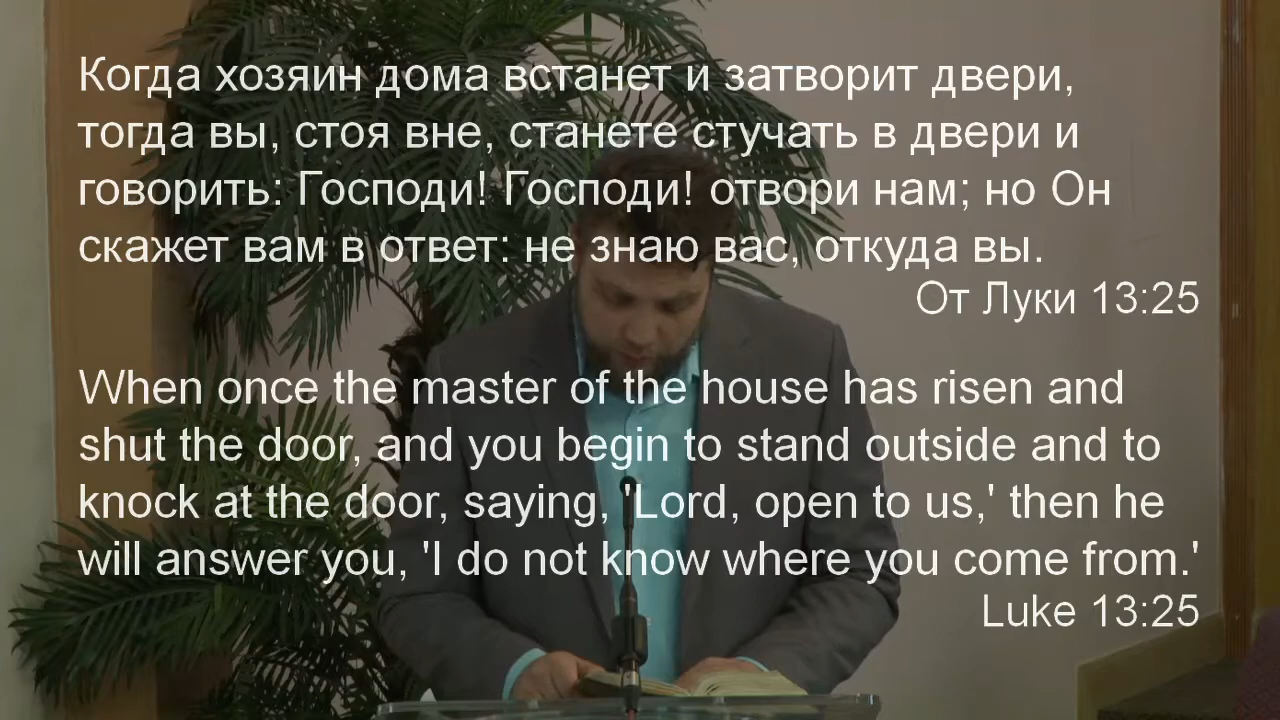 Когда хозяин дома встанет и затворит двери,
тогда вы, стоя вне, станете стучать в двери и
говорить: Господи! Господи! отвори нам; но Он
скажет вам в ответ: не знаю вас, откуда вы.
От Луки 13:25
When once the master of the house has risen and
shut the door, and you begin to stand outside and to
knock at the door, saying, 'Lord, open to us,' then he
will answer you, 'I do not know where you come from.'
Luke 13:25